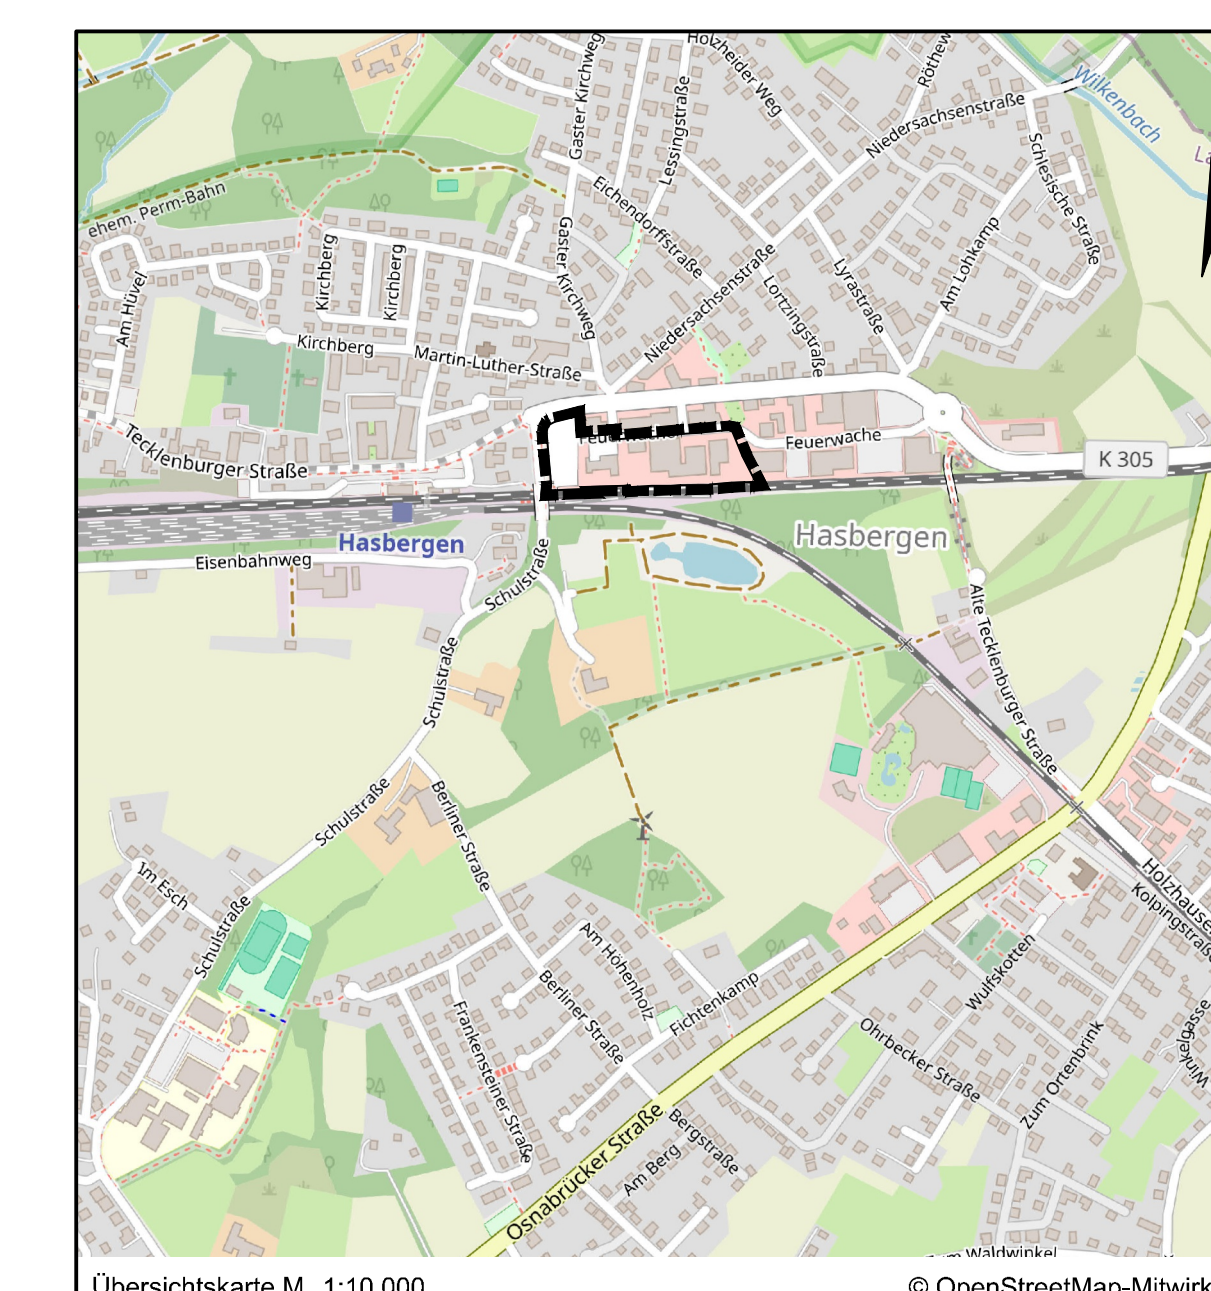 Holzheider Weg
Gaster Kirchweg
Lessingstraße
Niedersachsenstraße
Wilkenbach
Schlesische Straße
ehem. Perm-Bahn
Eichendorffstraße
Gaster Kirchweg
Kirchberg
Kirchberg
Am Hüvel
Niedersachsenstraße
Lortzingstraße
Lyrastraße
Am Lohkamp
Kirchberg
Martin-Luther-Straße
Tecklenburger Straße
Feuerwache
K 305
Hasbergen
Hasbergen
Eisenbahnweg
Schulstraße
Alte Tecklenburger Straße
Schulstraße
Schulstraße
Berliner Straße
Im Esch
Schulstraße
Kolpingstraße
Am Höhenholz
Berliner Straße
Fichtenkamp
Wulfskotten
Frankensteiner Straße
Ohrbecker Straße
Zum Ortenbrink
Osnabrücker Straße
Bergstraße
Am Berg
Waldwinkel
Übersichtskarte M 1:10.000
© OpenStreetMap-Mitwirk